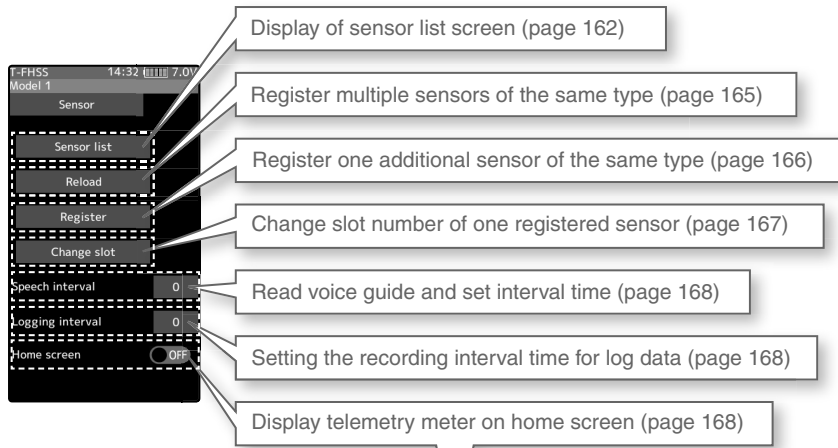 Display of sensor list screen (page 162)
T-FHSS 14:32 7.0V
Model 1
Sensor
Register multiple sensors of the same type (page 165)
Sensor list
Register one additional sensor of the same type (page 166)
Reload
Register
Change slot number of one registered sensor (page 167)
Change slot
Speech interval 0
Read voice guide and set interval time (page 168)
Logging interval 0
Setting the recording interval time for log data (page 168)
Home screen OFF
Display telemetry meter on home screen (page 168)